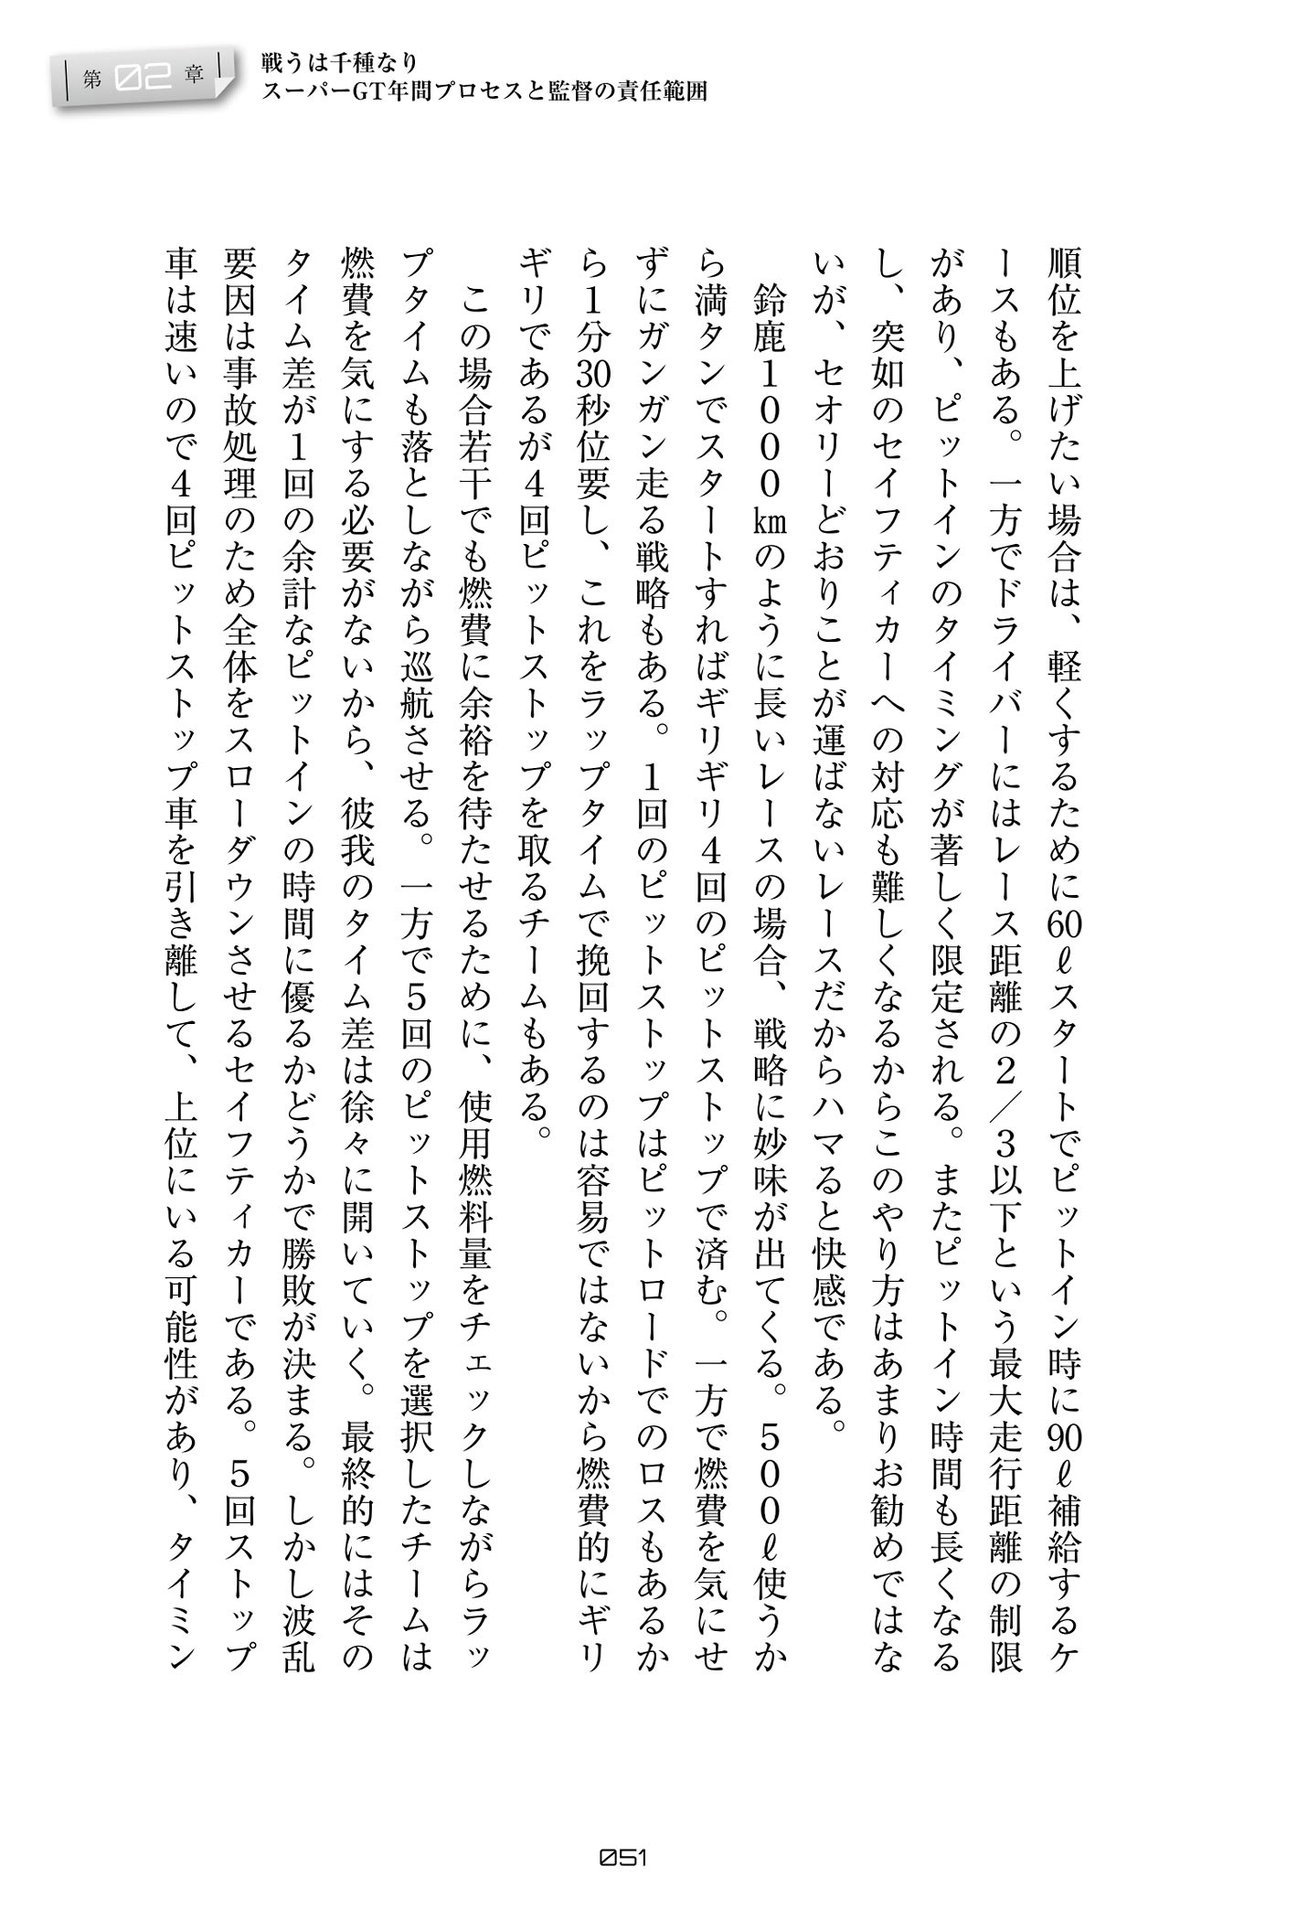 第02章
戦うは千種なり
スーパーGT年間プロセスと監督の責任範囲
順位を上げたい場合は、軽くするために60ℓスタートでピットイン時に90ℓ補給するケ
ースもある。一方でドライバーにはレース距離の2／3以下という最大走行距離の制限
があり、ピットインのタイミングが著しく限定される。またピットイン時間も長くなる
し、突如のセイフティカーへの対応も難しくなるからこのやり方はあまりお勧めではな
いが、セオリーどおりことが運ばないレースだからハマると快感である。
鈴鹿1000㎞のように長いレースの場合、戦略に妙味が出てくる。500ℓ使うか
ら満タンでスタートすればギリギリ4回のピットストップで済む。一方で燃費を気にせ
ずにガンガン走る戦略もある。1回のピットストップはピットロードでのロスもあるか
ら1分30秒位要し、これをラップタイムで挽回するのは容易ではないから燃費的にギリ
ギリであるが4回ピットストップを取るチームもある。
この場合若干でも燃費に余裕を待たせるために、使用燃料量をチェックしながらラッ
プタイムも落としながら巡航させる。一方で5回のピットストップを選択したチームは
燃費を気にする必要がないから、彼我のタイム差は徐々に開いていく。最終的にはその
タイム差が1回の余計なピットインの時間に優るかどうかで勝敗が決まる。しかし波乱
要因は事故処理のため全体をスローダウンさせるセイフティカーである。5回ストップ
車は速いので4回ピットストップ車を引き離して、上位にいる可能性があり、タイミン
051